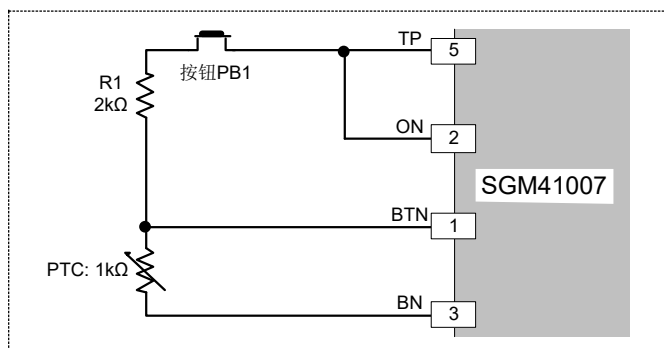 TP
5
按钮PB1
R1
2kΩ
ON
2
SGM41007
BTN
1
PTC: 1kΩ
BN
3